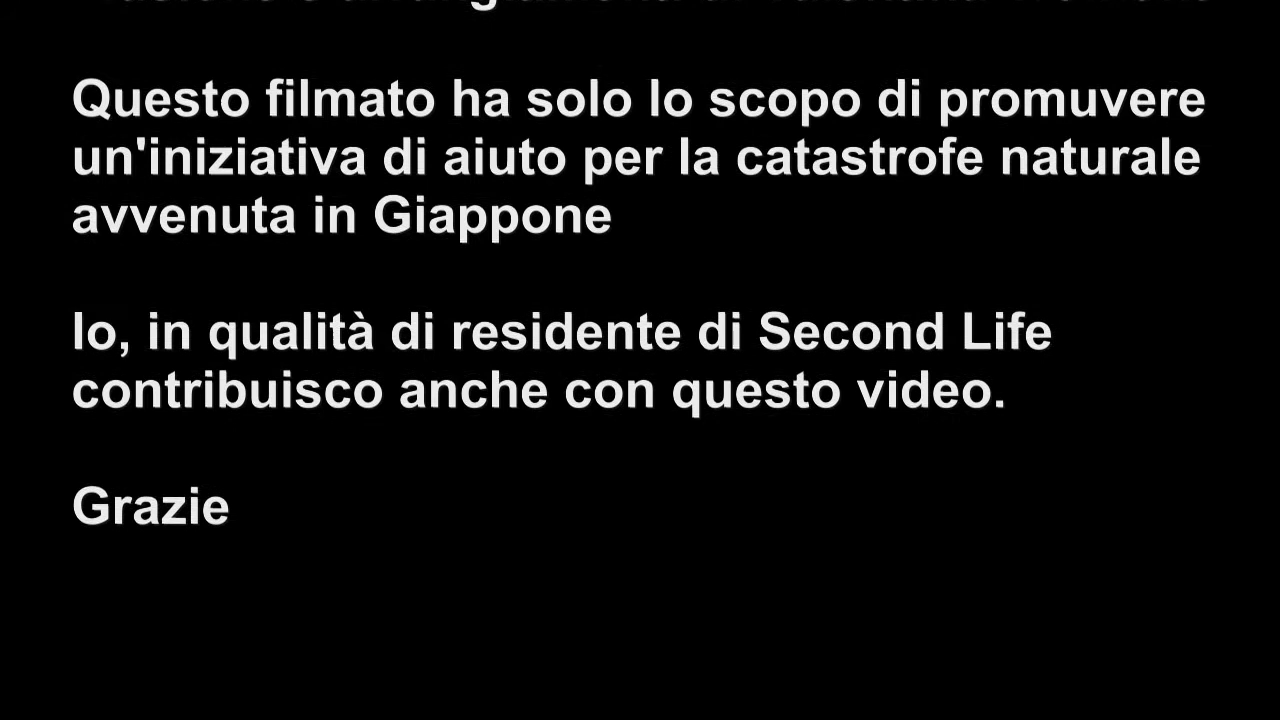 Questo filmato ha solo lo scopo di promuvere
un'iniziativa di aiuto per la catastrofe naturale
avvenuta in Giappone
Io, in qualità di residente di Second Life
contribuisco anche con questo video.
Grazie